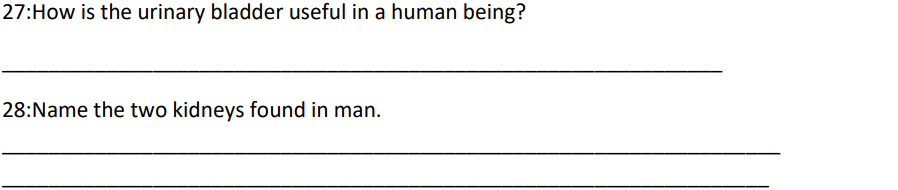 27:How is the urinary bladder useful in a human being?
28:Name the two kidneys found in man.